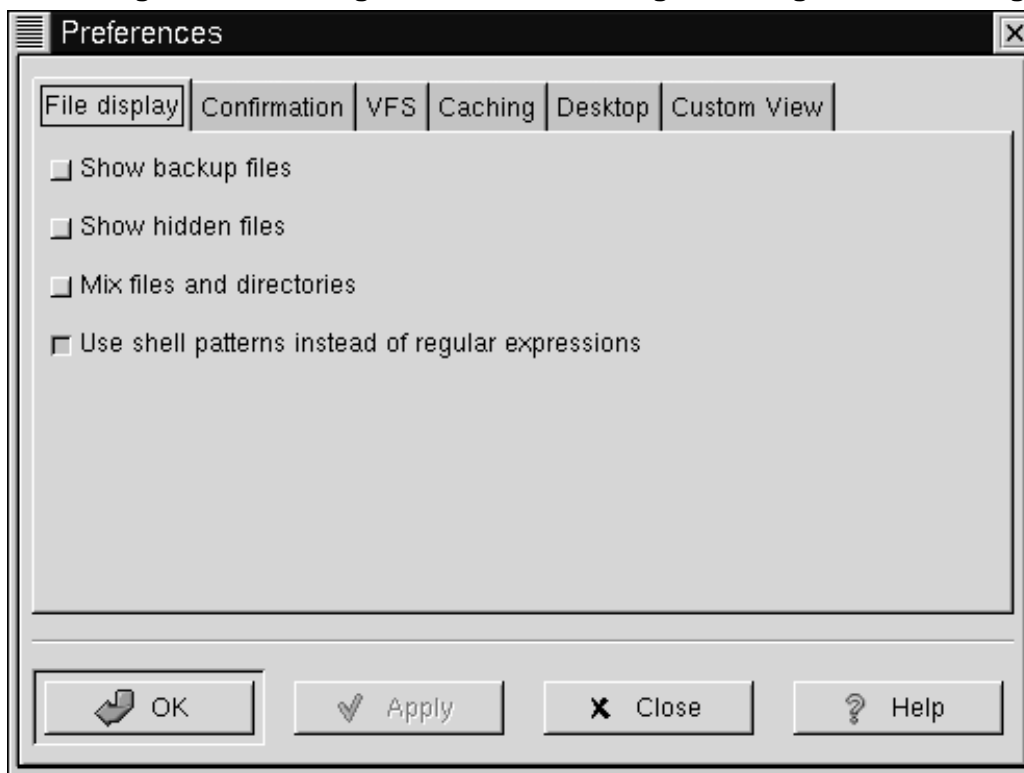 Preferences
File display Confirmation VFS Caching Desktop Custom View
Show backup files
Show hidden files
Mix files and directories
Use shell patterns instead of regular expressions
OK Apply Close Help